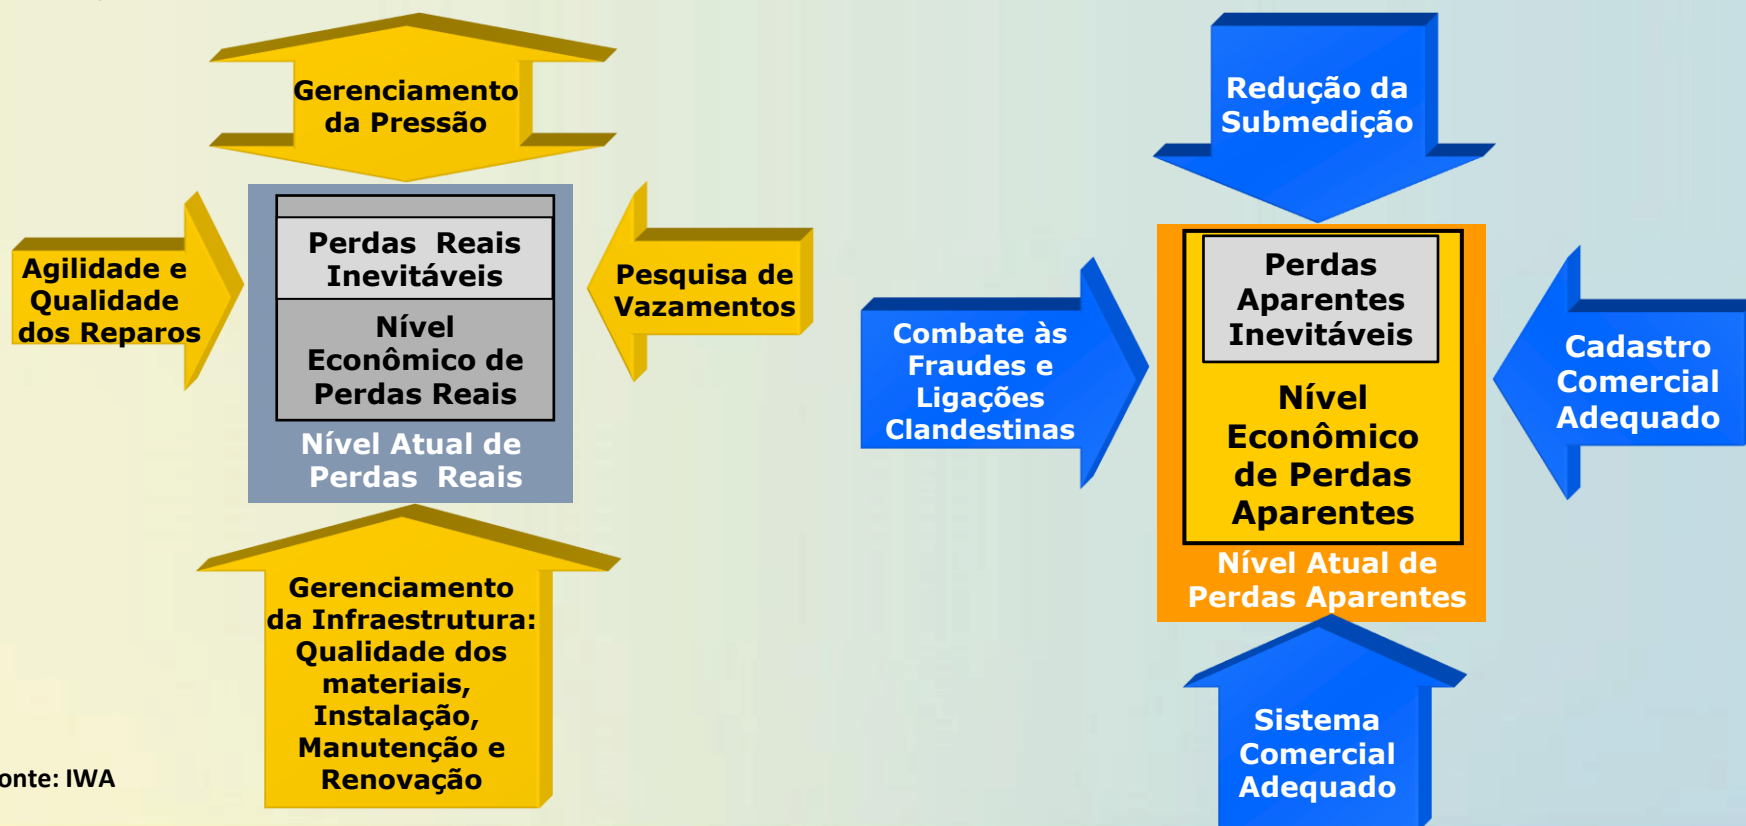 Gerenciamento
da Pressão
Agilidade e
Qualidade
dos Reparos
Perdas Reais
Inevitáveis
Nível
Econômico de
Perdas Reais
Nível Atual de
Perdas Reais
Pesquisa de
Vazamentos
Gerenciamento
da Infraestrutura:
Qualidade dos
materiais,
Instalação,
Manutenção e
Renovação
onte: IWA
Redução da
Submedição
Combate às
Fraudes e
Ligações
Clandestinas
Perdas
Aparentes
Inevitáveis
Nível
Econômico
de Perdas
Aparentes
Nível Atual de
Perdas Aparentes
Cadastro
Comercial
Adequado
Sistema
Comercial
Adequado